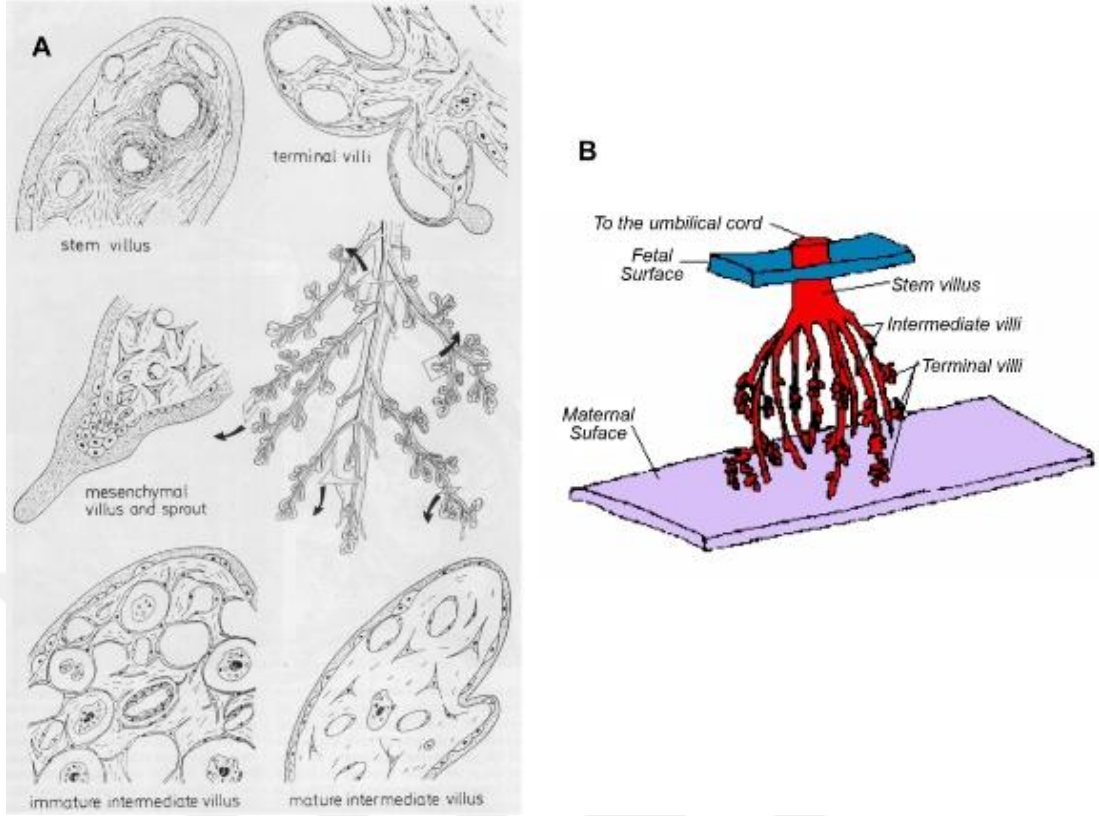 A
terminal villi
stem villus
mesenchymal
villus and sprout
immature intermediate villus
mature intermediate villus
B
To the umbilical cord
Fetal
Surface
Stem villus
Intermediate villi
Terminal villi
Maternal
Suface